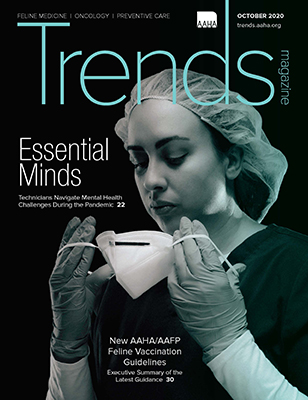 FELINE MEDICINE | ONCOLOGY | PREVENTIVE CARE
AAHA
OCTOBER 2020
trends.aaha.org
Trends
magazine
Essential
Minds
Technicians Navigate Mental Health
Challenges During the Pandemic 22
New AAHA/AAFP
Feline Vaccination
Guidelines
Executive Summary of the
Latest Guidance 30